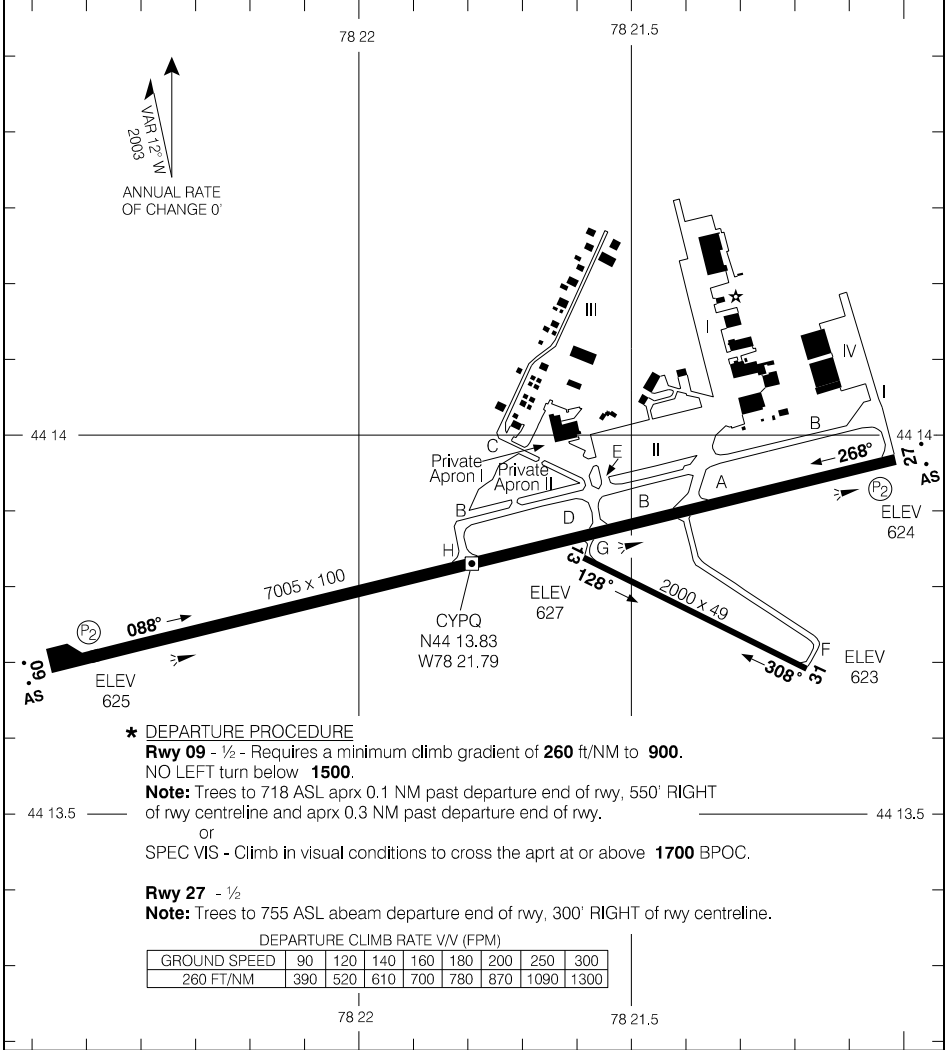 78 22
78 21.5
VAR 12° W
2003
ANNUAL RATE
OF CHANGE 0'
III
I
IV
I
44 14
44 14
C
B
E
II
Private
Apron I
Private
Apron II
268°
27
AS
A
P2
ELEV
624
B
D
B
H
G
13
128°
7005 x 100
2000 x 49
ELEV
627
CYPQ
N44 13.83
W78 21.79
P2
088°
09
AS
ELEV
625
308°
31
F
ELEV
623
* DEPARTURE PROCEDURE
Rwy 09 - ½ - Requires a minimum climb gradient of 260 ft/NM to 900.
NO LEFT turn below 1500.
Note: Trees to 718 ASL aprx 0.1 NM past departure end of rwy, 550' RIGHT
of rwy centreline and aprx 0.3 NM past departure end of rwy.
44 13.5
44 13.5
or
SPEC VIS - Climb in visual conditions to cross the aprt at or above 1700 BPOC.
Rwy 27 - ½
Note: Trees to 755 ASL abeam departure end of rwy, 300' RIGHT of rwy centreline.
DEPARTURE CLIMB RATE V/V (FPM)
GROUND SPEED 90 120 140 160 180 200 250 300
260 FT/NM 390 520 610 700 780 870 1090 1300
78 22
78 21.5